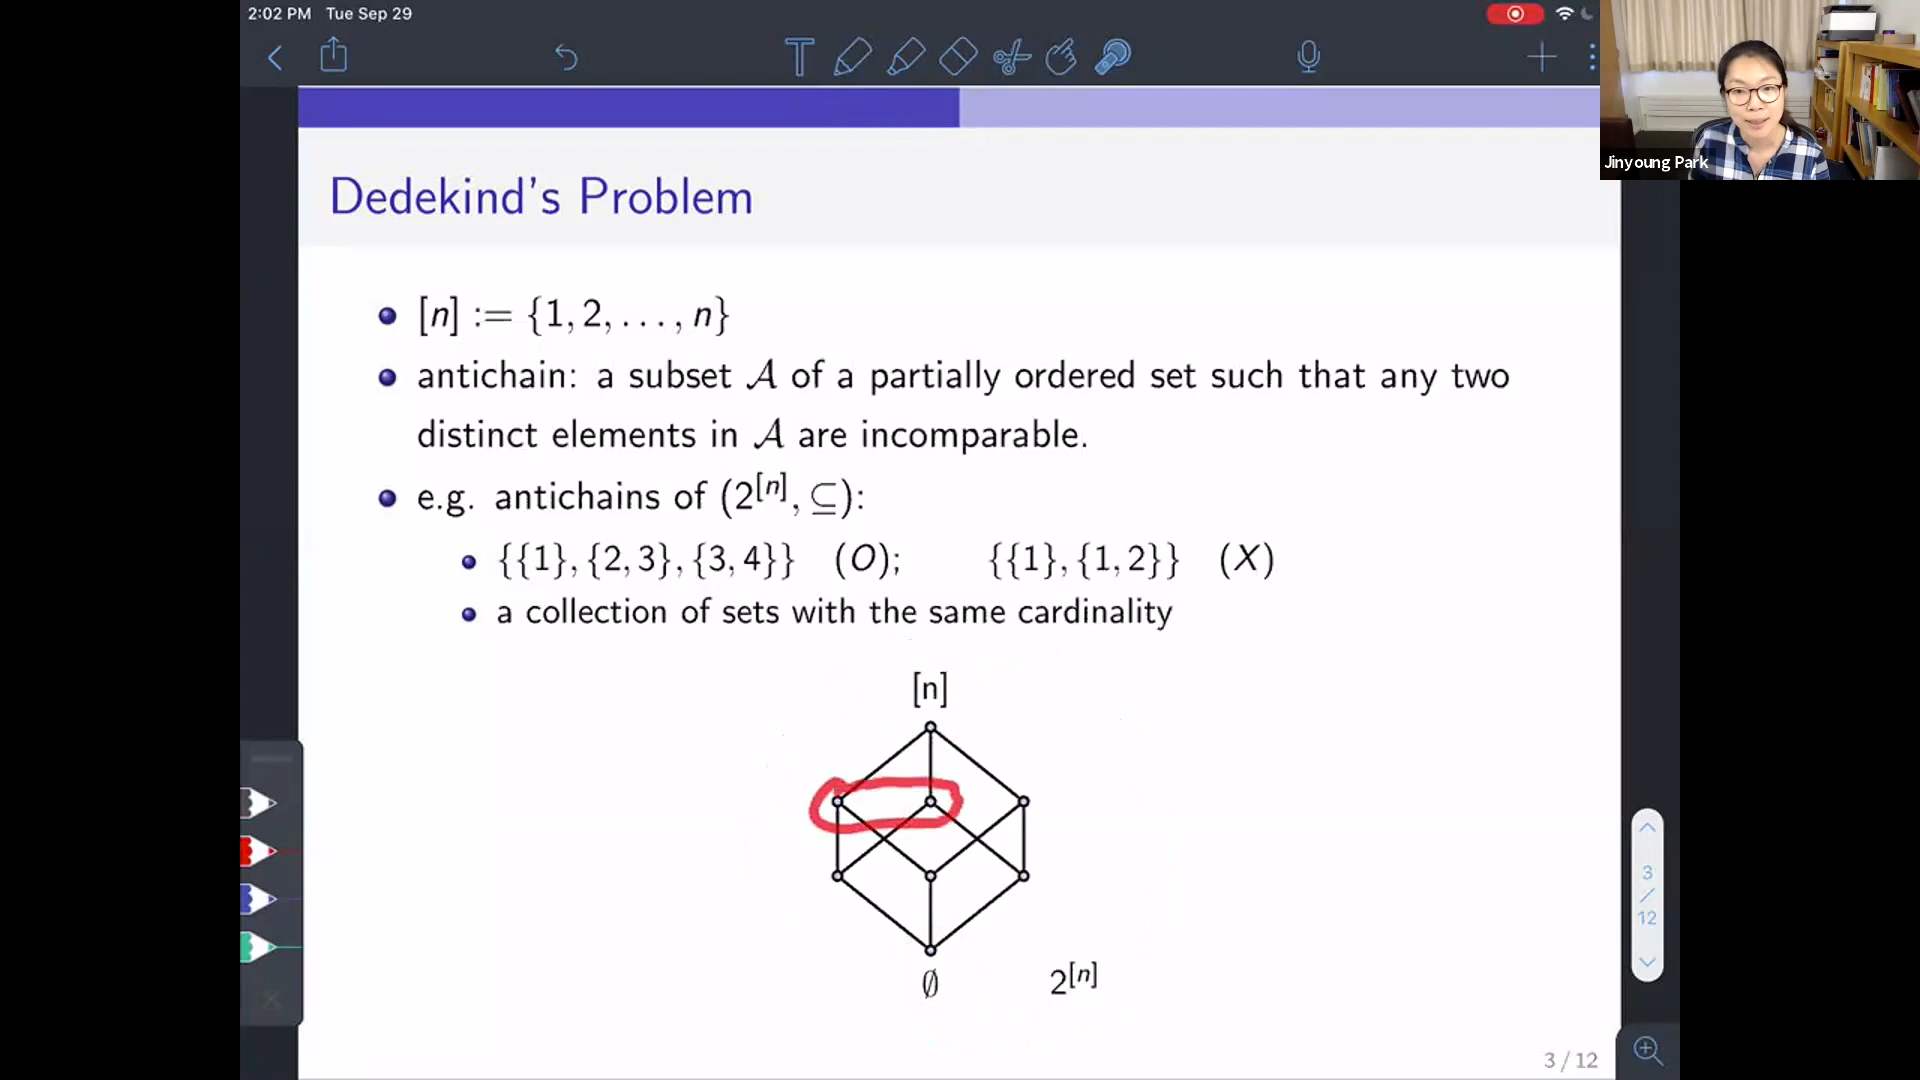 2:02 PM Tue Sep 29
T
Jinyoung Park
Dedekind's Problem
[n] := {1, 2, . . . , n}
antichain: a subset 𝒜 of a partially ordered set such that any two
distinct elements in 𝒜 are incomparable.
e.g. antichains of (2^[n], ⊆):
{{1}, {2, 3}, {3, 4}} (O); {{1}, {1, 2}} (X)
a collection of sets with the same cardinality
[n]
∅
2^[n]
3
/
12
3 / 12